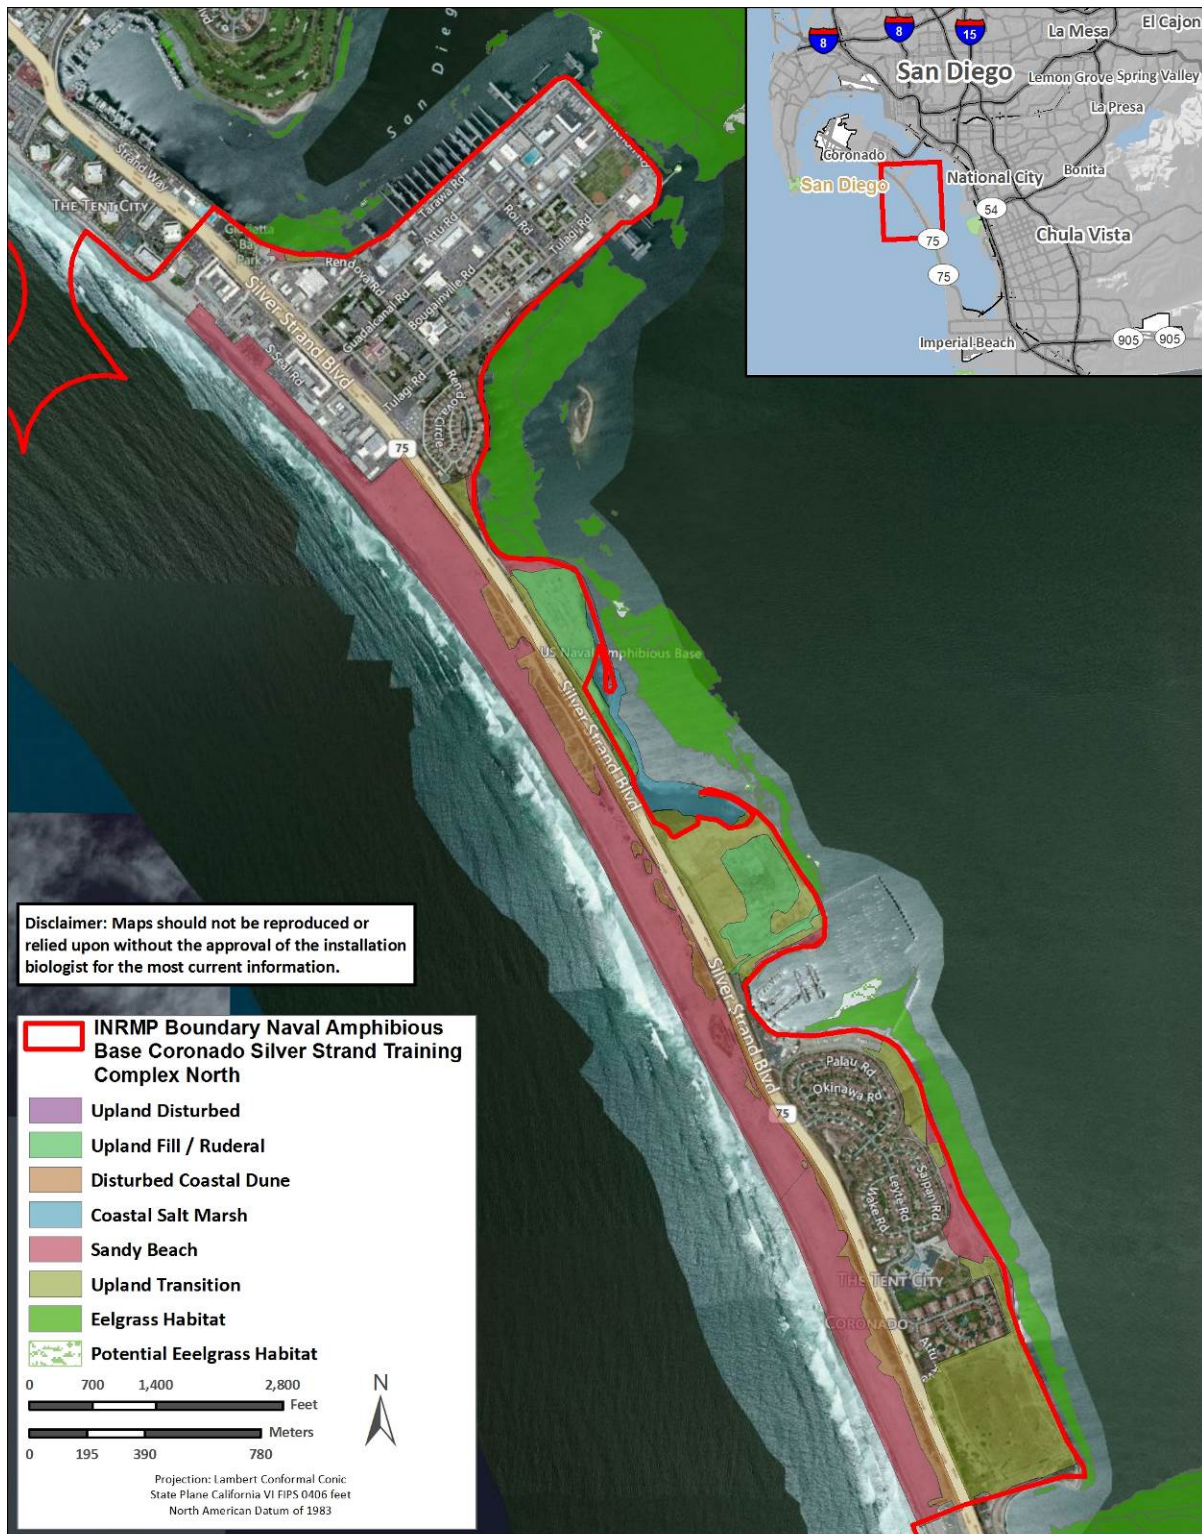 San Dieg
8
8
15
La Mesa
El Cajon
San Diego
Lemon Grove
Spring Valley
La Presa
Coronado
San Diego
National City
Bonita
54
Chula Vista
75
75
Imperial Beach
905
905
Strand Way
THE TENT CITY
Glorietta
Bay
Park
Tarawa Rd
Attu Rd
Roi Rd
Tulagi Rd
Rendova Rd
Guadalcanal Rd
Bougainville Rd
Silver Strand Blvd
S Seal Rd
Tulagi Rd
Rendova
Circle
75
US Naval Amphibious Base
Silver Strand Blvd
Silver Strand Blvd
Palau Rd
Okinawa Rd
75
Saipan Rd
Leyte Rd
Wake Rd
THE TENT CITY
CORONADO
Attu Ave
Disclaimer: Maps should not be reproduced or
relied upon without the approval of the installation
biologist for the most current information.
INRMP Boundary Naval Amphibious
Base Coronado Silver Strand Training
Complex North
Upland Disturbed
Upland Fill / Ruderal
Disturbed Coastal Dune
Coastal Salt Marsh
Sandy Beach
Upland Transition
Eelgrass Habitat
Potential Eeelgrass Habitat
0 700 1,400 2,800
Feet
Meters
0 195 390 780
N
Projection: Lambert Conformal Conic
State Plane California VI FIPS 0406 feet
North American Datum of 1983